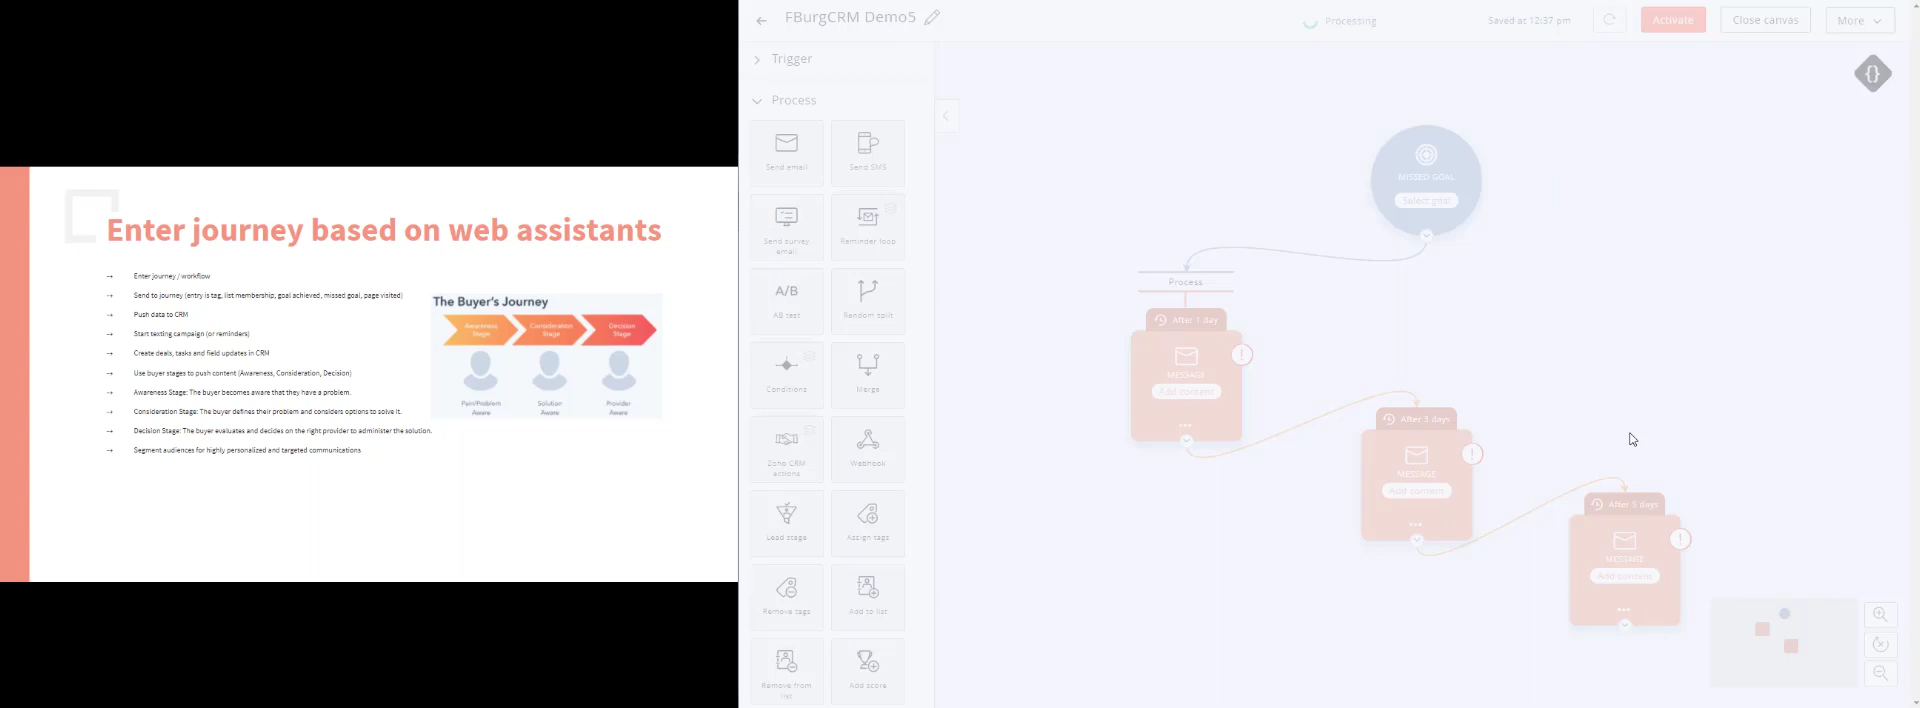 Enter journey based on web assistants
→ Enter journey / workflow
→ Send to journey (entry is tag, list membership, goal achieved, missed goal, page visited)
→ Push data to CRM
→ Start texting campaign (or reminders)
→ Create deals, tasks and field updates in CRM
→ Use buyer stages to push content (Awareness, Consideration, Decision)
→ Awareness Stage: The buyer becomes aware that they have a problem.
→ Consideration Stage: The buyer defines their problem and considers options to solve it.
→ Decision Stage: The buyer evaluates and decides on the right provider to administer the solution.
→ Segment audiences for highly personalized and targeted communications
The Buyer's Journey
Awareness
Stage
Consideration
Stage
Decision
Stage
Pain/Problem
Aware
Solution
Aware
Provider
Aware
FBurgCRM Demo5
Processing
Saved at 12:37 pm
Activate
Close canvas
More
Trigger
Process
Send email
Send SMS
Send survey
email
Reminder loop
A/B
AB test
Random split
Conditions
Merge
Zoho CRM
actions
Webhook
Lead stage
Assign tags
Remove tags
Add to list
Remove from
list
Add score
{}
MISSED GOAL
Select goal
Process
After 1 day
MESSAGE
Add content
After 3 days
MESSAGE
Add content
After 5 days
MESSAGE
Add content